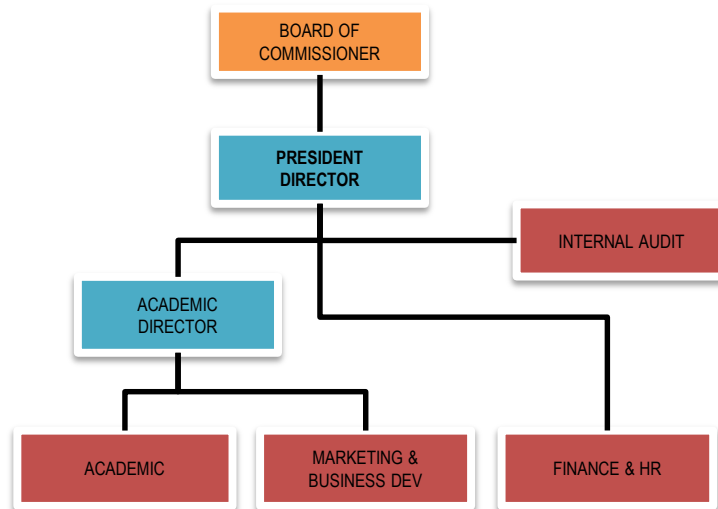 BOARD OF
COMMISSIONER
PRESIDENT
DIRECTOR
INTERNAL AUDIT
ACADEMIC
DIRECTOR
ACADEMIC
MARKETING &
BUSINESS DEV
FINANCE & HR